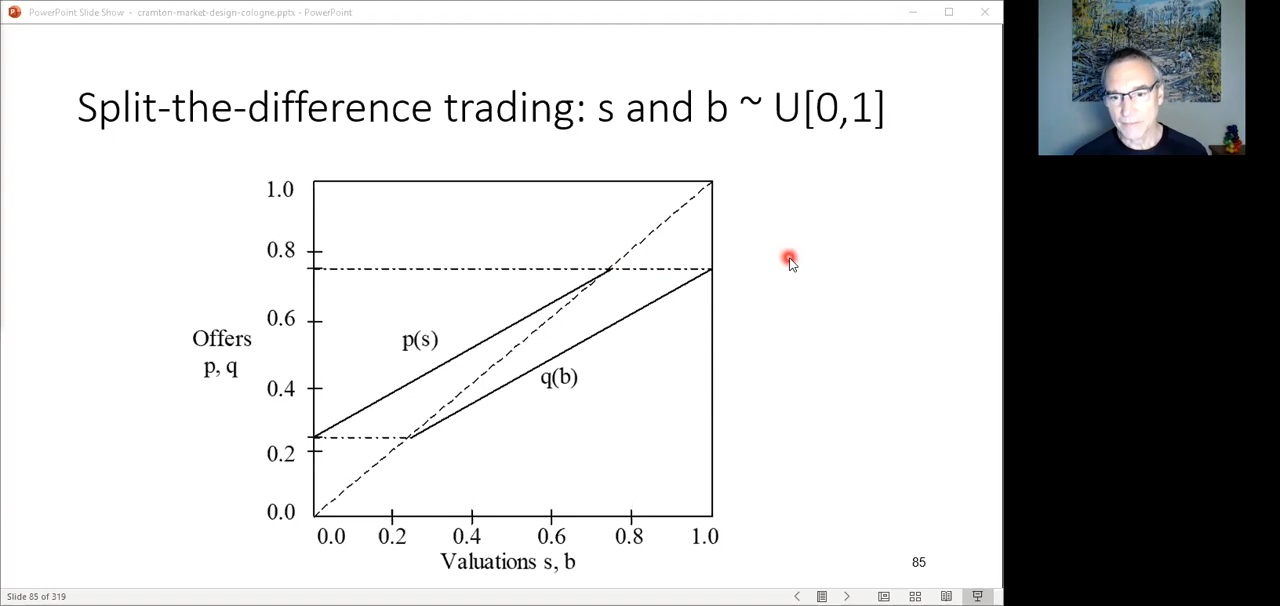 PowerPoint Slide Show - cramton-market-design-cologne.pptx - PowerPoint
Split-the-difference trading: s and b ~ U[0,1]
1.0
0.8
0.6
0.4
0.2
0.0
Offers
p, q
p(s)
q(b)
0.0 0.2 0.4 0.6 0.8 1.0
Valuations s, b
85
Slide 85 of 319